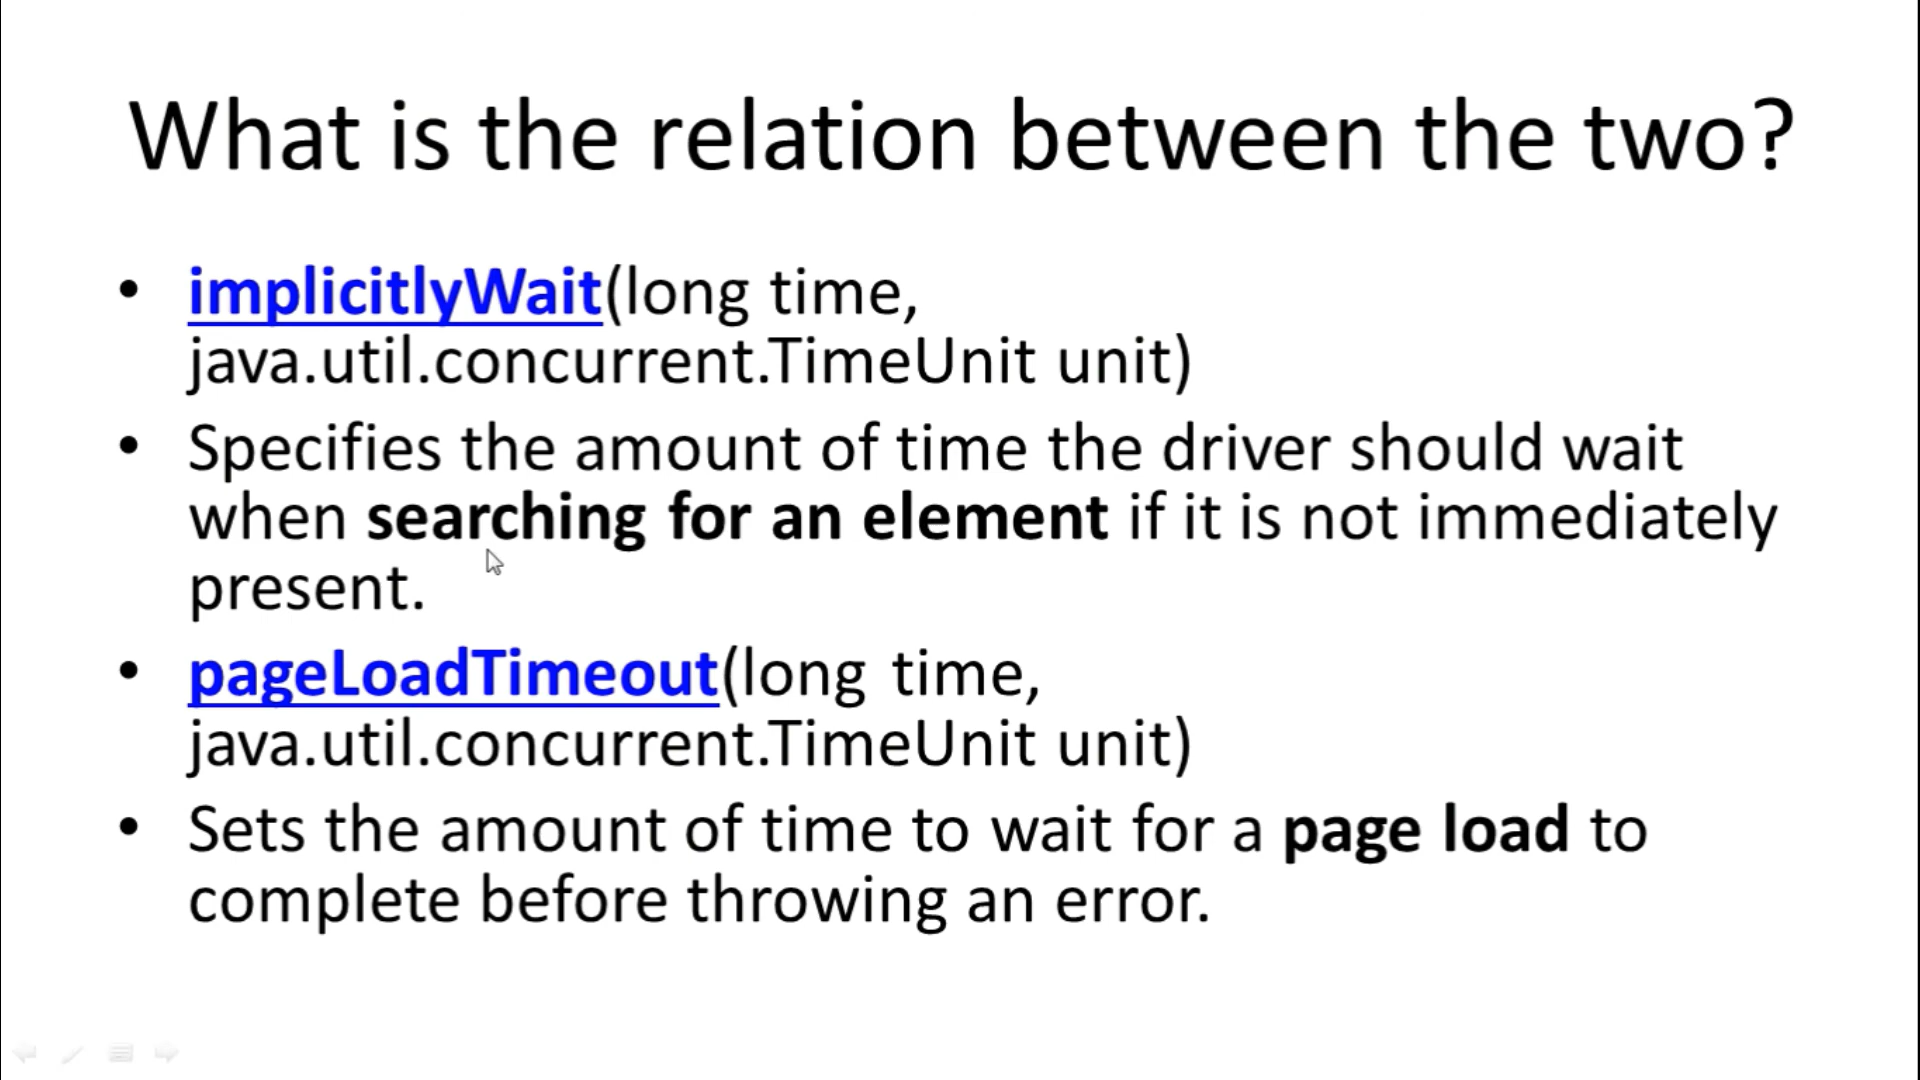 What is the relation between the two?
• implicitlyWait(long time,
java.util.concurrent.TimeUnit unit)
• Specifies the amount of time the driver should wait
when searching for an element if it is not immediately
present.
• pageLoadTimeout(long time,
java.util.concurrent.TimeUnit unit)
• Sets the amount of time to wait for a page load to
complete before throwing an error.